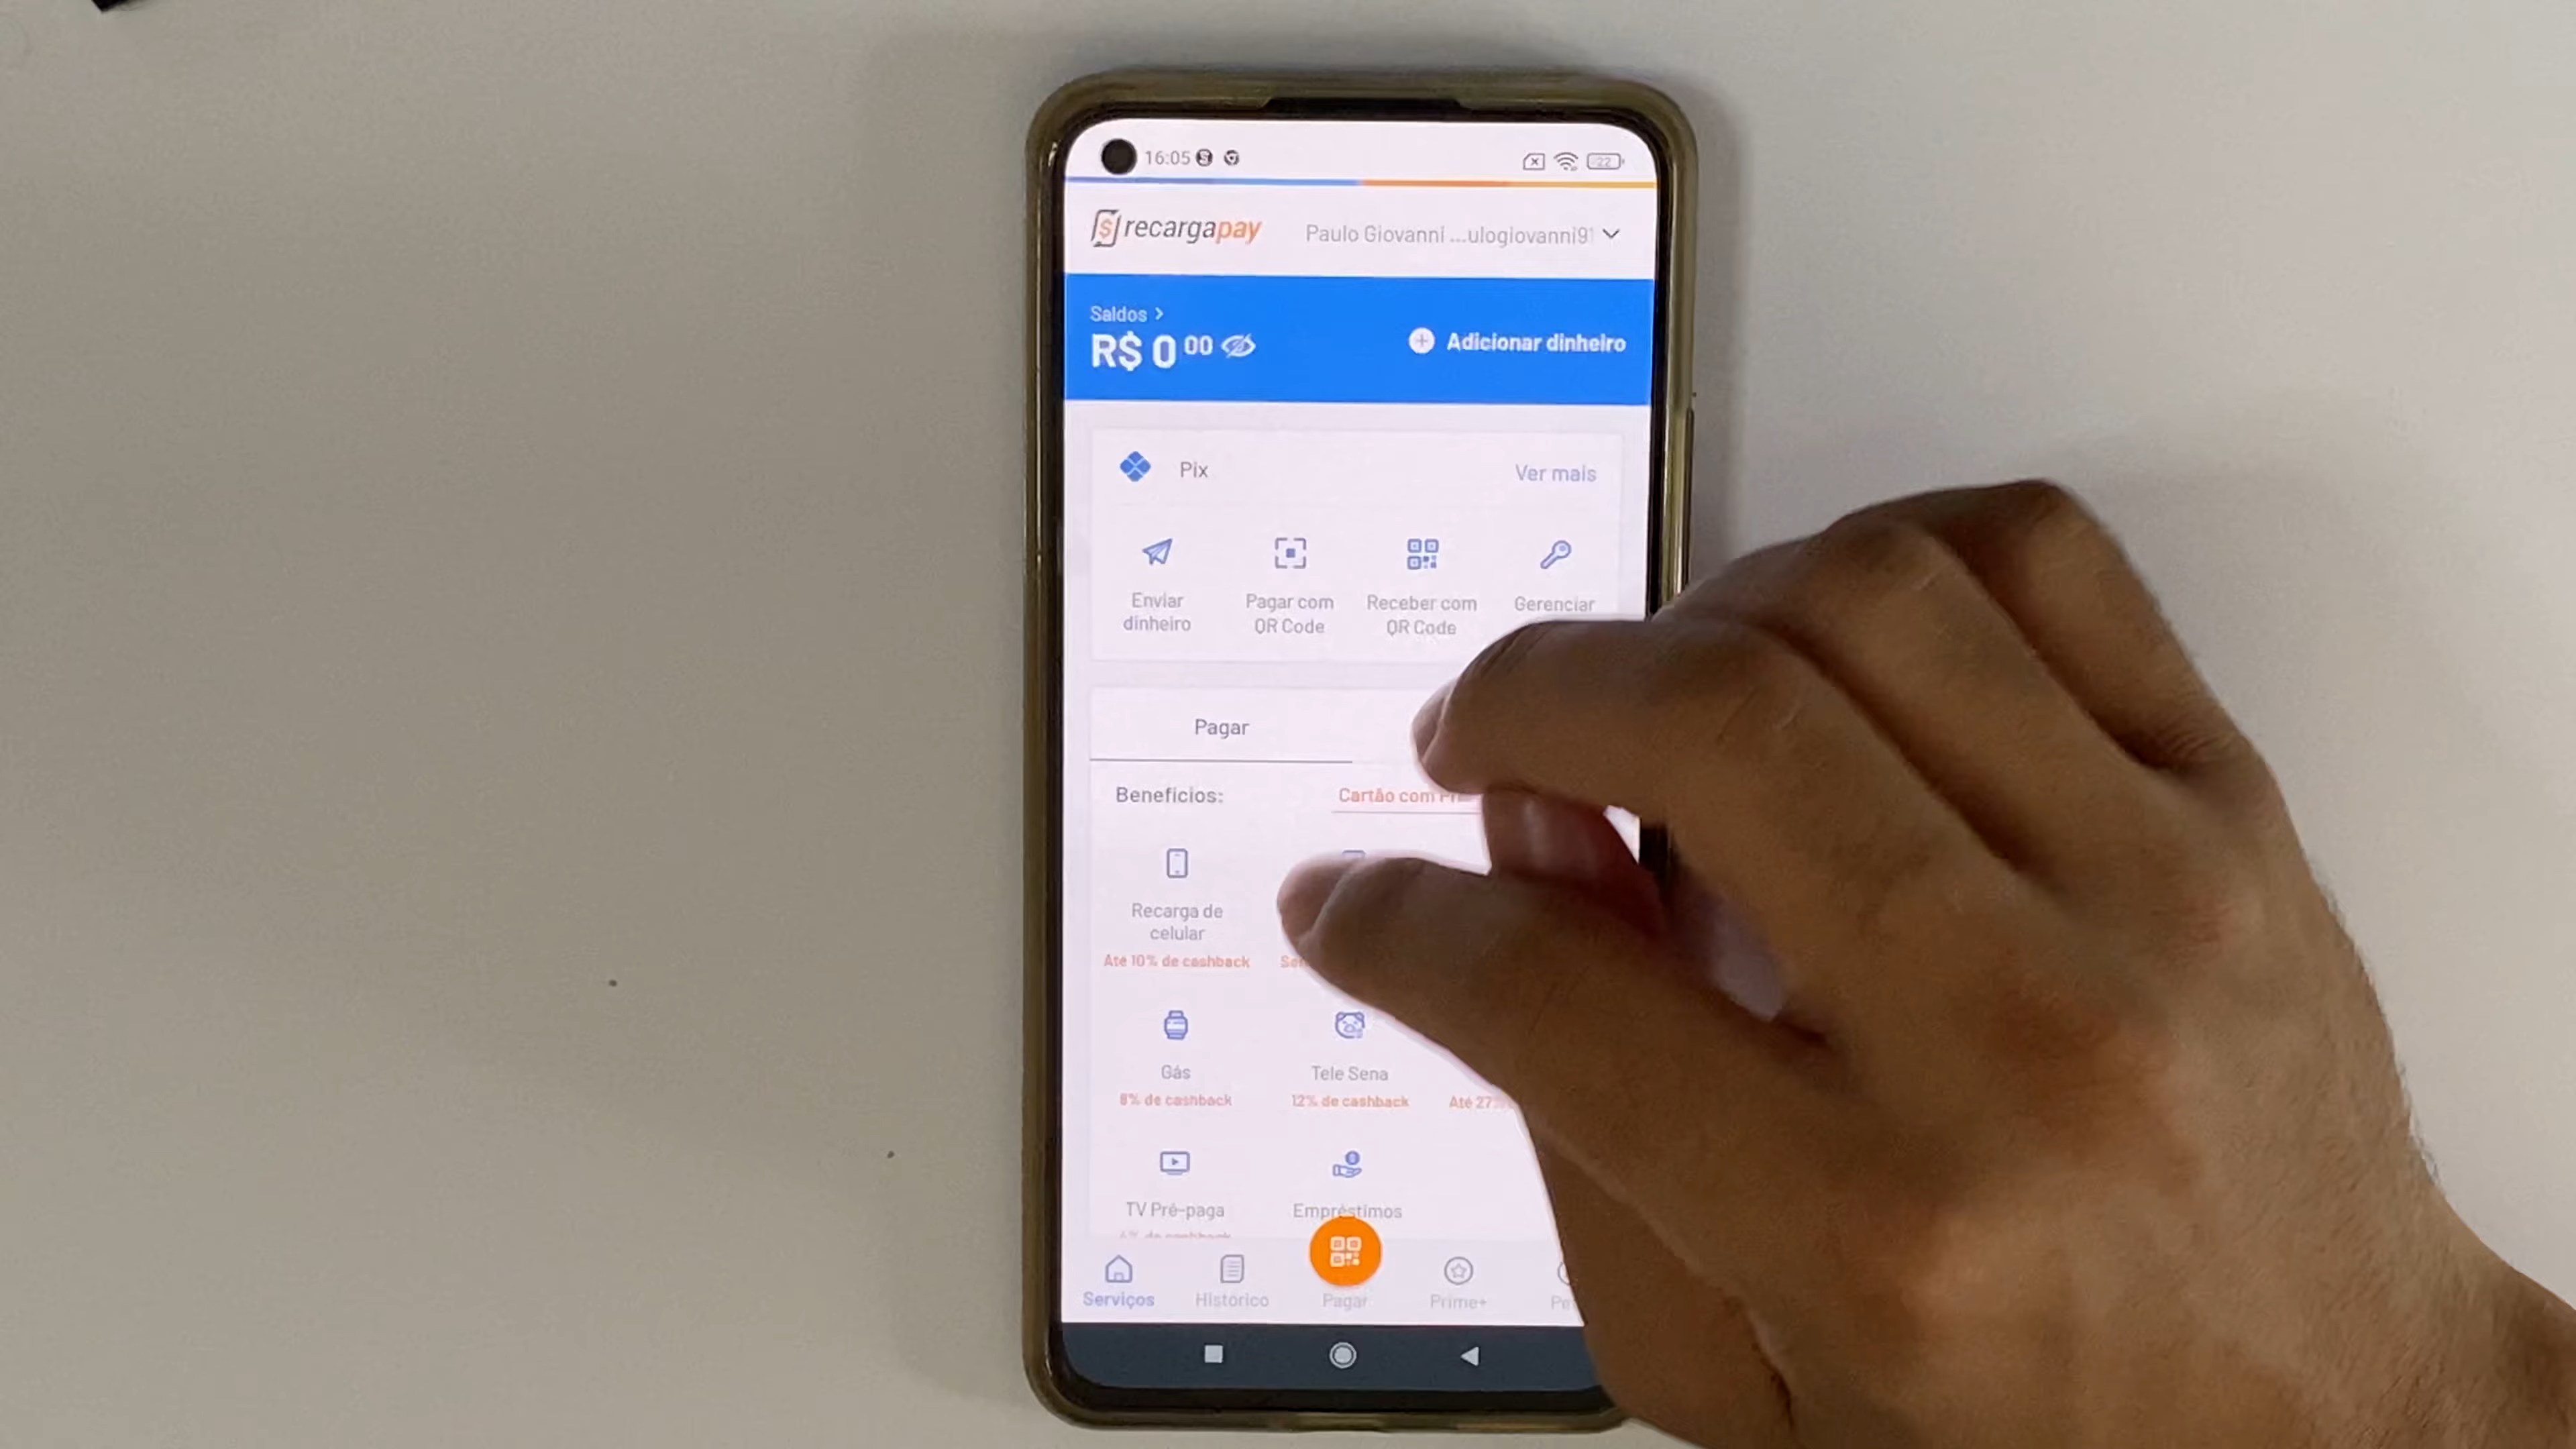 16:05
22
recargapay
Paulo Giovanni ...ulogiovanni91
Saldos >
R$ 0 00
Adicionar dinheiro
Pix
Ver mais
Enviar dinheiro
Pagar com QR Code
Receber com QR Code
Gerenciar
Pagar
Benefícios:
Cartão com
Recarga de celular
Até 10% de cashback
Gás
8% de cashback
Tele Sena
12% de cashback
Até 27
TV Pré-paga
Empréstimos
Serviços
Histórico
Pagar
Prime+